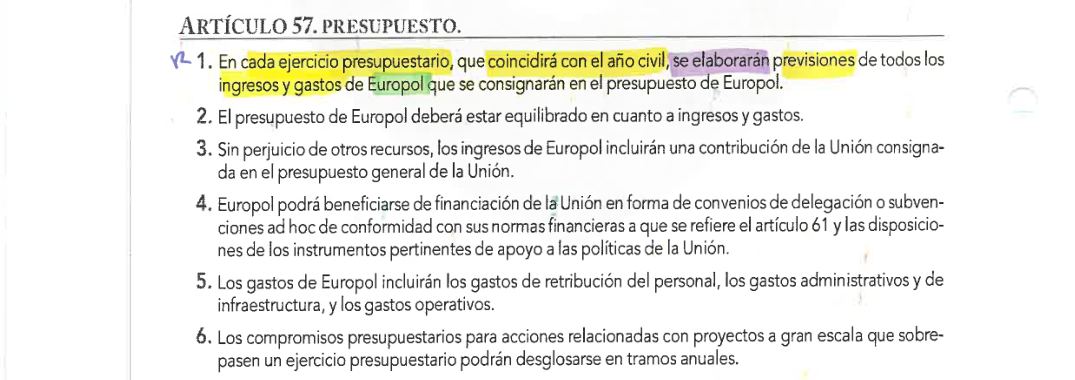 ARTÍCULO 57. PRESUPUESTO.
1. En cada ejercicio presupuestario, que coincidirá con el año civil, se elaborarán previsiones de todos los
ingresos y gastos de Europol que se consignarán en el presupuesto de Europol.
2. El presupuesto de Europol deberá estar equilibrado en cuanto a ingresos y gastos.
3. Sin perjuicio de otros recursos, los ingresos de Europol incluirán una contribución de la Unión consigna-
da en el presupuesto general de la Unión.
4. Europol podrá beneficiarse de financiación de la Unión en forma de convenios de delegación o subven-
ciones ad hoc de conformidad con sus normas financieras a que se refiere el artículo 61 y las disposicio-
nes de los instrumentos pertinentes de apoyo a las políticas de la Unión.
5. Los gastos de Europol incluirán los gastos de retribución del personal, los gastos administrativos y de
infraestructura, y los gastos operativos.
6. Los compromisos presupuestarios para acciones relacionadas con proyectos a gran escala que sobre-
pasen un ejercicio presupuestario podrán desglosarse en tramos anuales.